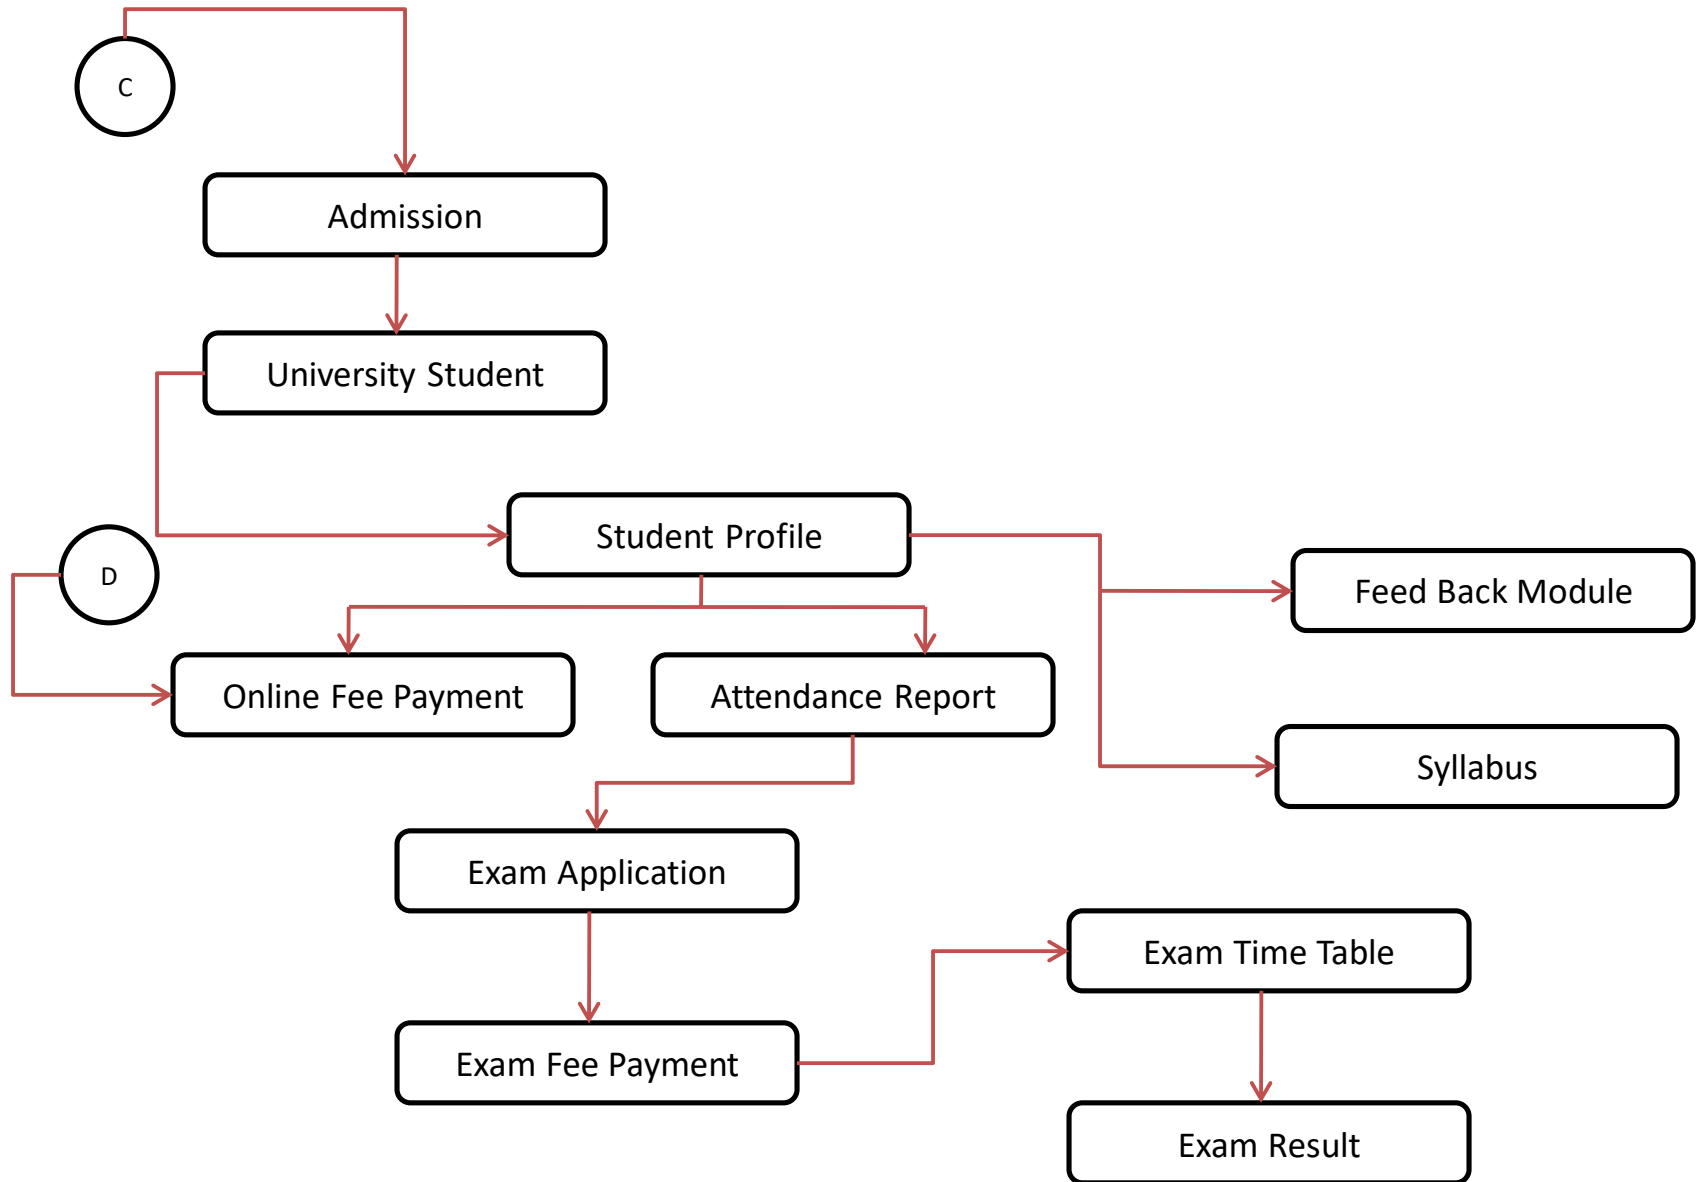 C
Admission
University Student
Student Profile
D
Feed Back Module
Online Fee Payment
Attendance Report
Syllabus
Exam Application
Exam Time Table
Exam Fee Payment
Exam Result